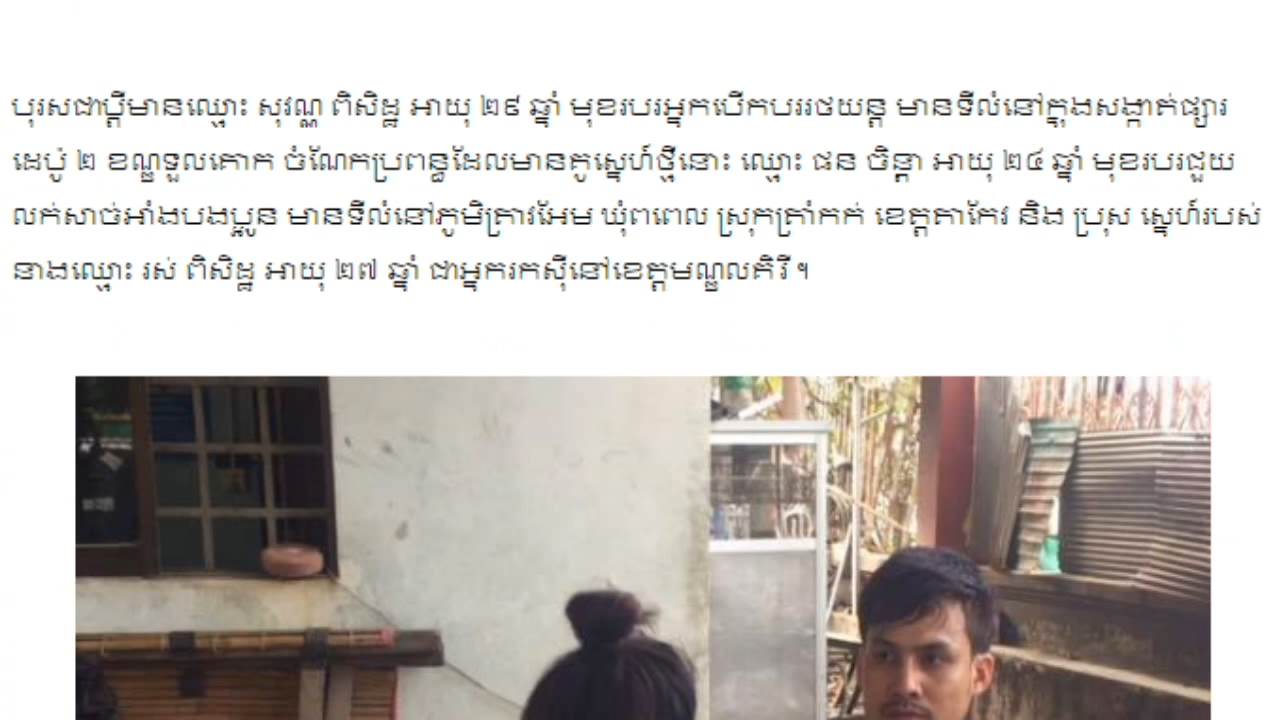 បុរសជាប្ដីមានឈ្មោះ សុវណ្ណ ពិសិដ្ឋ អាយុ ២៩ ឆ្នាំ មុខរបរអ្នកបើកបររថយន្ត មានទីលំនៅក្នុងសង្កាត់ផ្សារ
ដេប៉ូ ២ ខណ្ឌទួលគោក ចំណែកប្រពន្ធដែលមានគូស្នេហ៍ថ្មីនោះ ឈ្មោះ ផន ចិន្តា អាយុ ២៤ ឆ្នាំ មុខរបរជួយ
លក់សាច់អាំងបងប្អូន មានទីលំនៅភូមិត្រាវអែម ឃុំពពេល ស្រុកត្រាំកក់ ខេត្តតាកែវ និង ប្រុស ស្នេហ៍របស់
នាងឈ្មោះ រស់ ពិសិដ្ឋ អាយុ ២៧ ឆ្នាំ ជាអ្នករកស៊ីនៅខេត្តមណ្ឌលគិរី ។